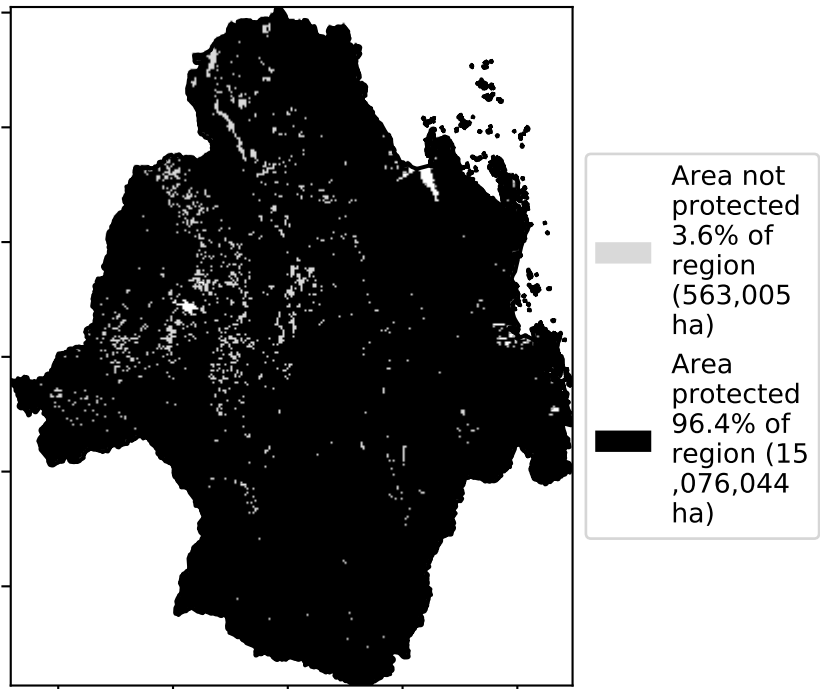 Area not
protected
3.6% of
region
(563,005
ha)
Area
protected
96.4% of
region (15
,076,044
ha)